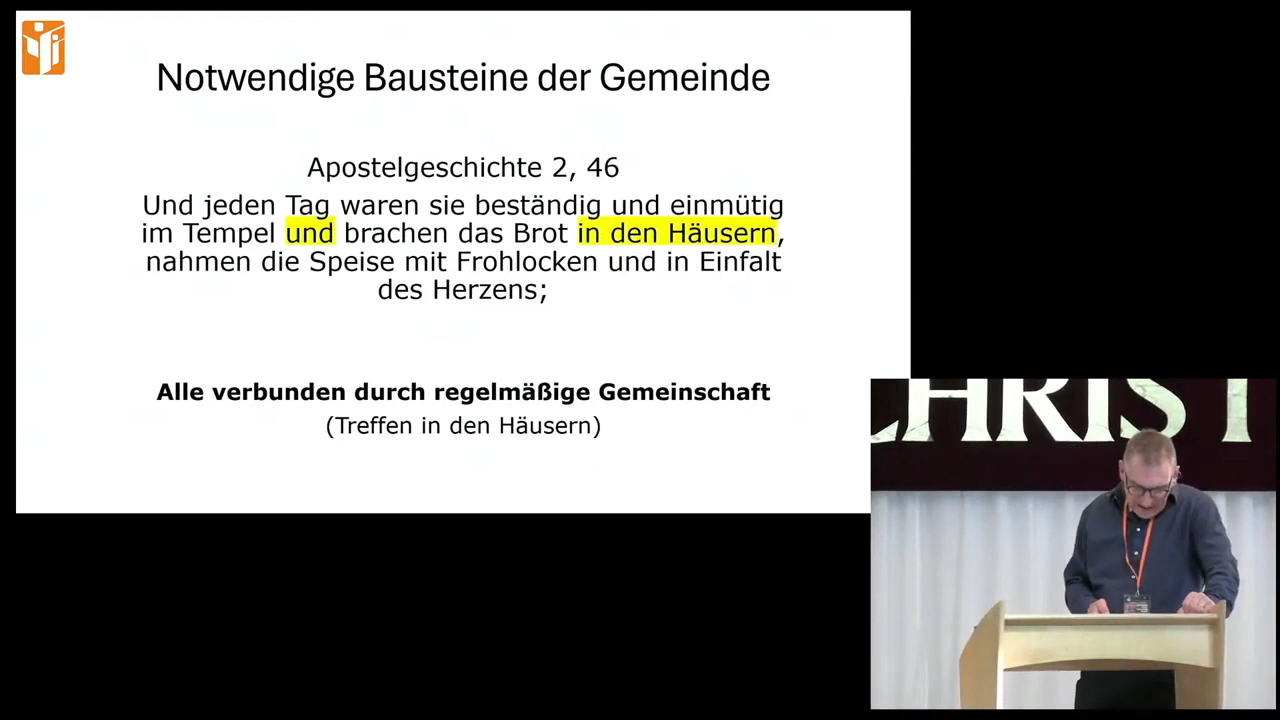 Notwendige Bausteine der Gemeinde
Apostelgeschichte 2, 46
Und jeden Tag waren sie beständig und einmütig
im Tempel und brachen das Brot in den Häusern,
nahmen die Speise mit Frohlocken und in Einfalt
des Herzens;
Alle verbunden durch regelmäßige Gemeinschaft
(Treffen in den Häusern)
CHRIST